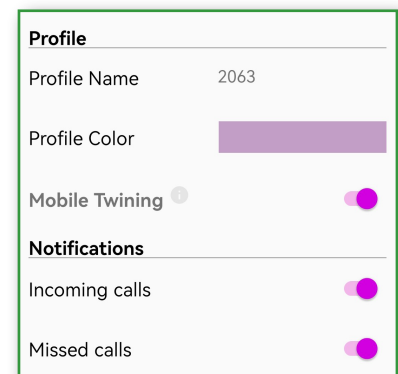 Profile
Profile Name 2063
Profile Color
Mobile Twining
Notifications
Incoming calls
Missed calls